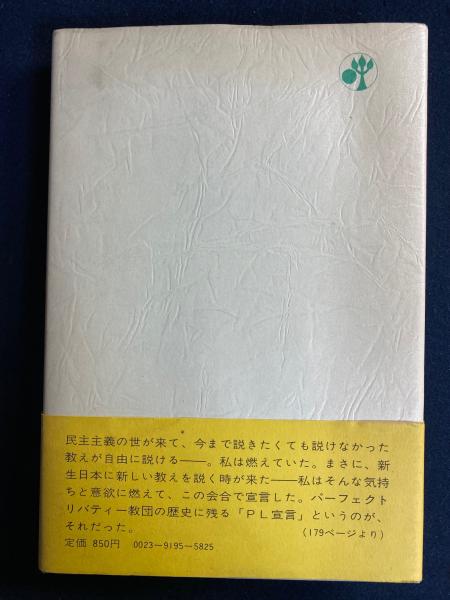 民主主義の世が来て、今まで説きたくても説けなかった
教えが自由に説ける――。私は燃えていた。まさに、新
生日本に新しい教えを説く時が来た――私はそんな気持
ちと意欲に燃えて、この会合で宣言した。パーフェクト
リバティー教団の歴史に残る「ＰＬ宣言」というのが、
それだった。
(179ページより)
定価 850円 0023-9195-5825